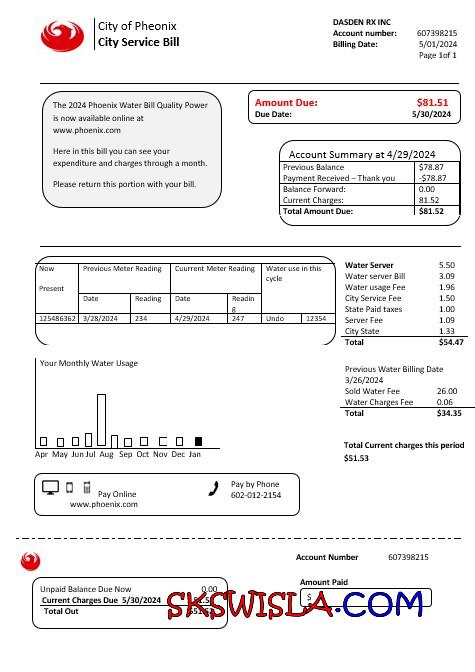 City of Pheonix
City Service Bill
DASDEN RX INC
Account number: 607398215
Billing Date: 5/01/2024
Page 1of 1
The 2024 Phoenix Water Bill Quality Power
is now available online at
www.phoenix.com
Here in this bill you can see your
expenditure and charges through a month.
Please return this portion with your bill.
Amount Due: $81.51
Due Date: 5/30/2024
Account Summary at 4/29/2024
Previous Balance $78.87
Payment Received – Thank you -$78.87
Balance Forward: 0.00
Current Charges: 81.52
Total Amount Due: $81.52
Now Previous Meter Reading Cuurrent Meter Reading Water use in this
cycle
Present
Date Reading Date Readin
g
125486362 3/28/2024 234 4/29/2024 247 Undo 12354
Water Server 5.50
Water server Bill 3.09
Water usage Fee 1.96
City Service Fee 1.50
State Paid taxes 1.00
Server Fee 1.09
City State 1.33
Total $54.47
Your Monthly Water Usage
Apr May Jun Jul Aug Sep Oct Nov Dec Jan
Previous Water Billing Date
3/26/2024
Sold Water Fee 26.00
Water Charges Fee 0.06
Total $34.35
Total Current charges this period
$51.53
Pay Online
www.phoenix.com
Pay by Phone
602-012-2154
Account Number 607398215
Unpaid Balance Due Now 0.00
Current Charges Due 5/30/2024
Total Out
Amount Paid
$
SKSWISLA.COM